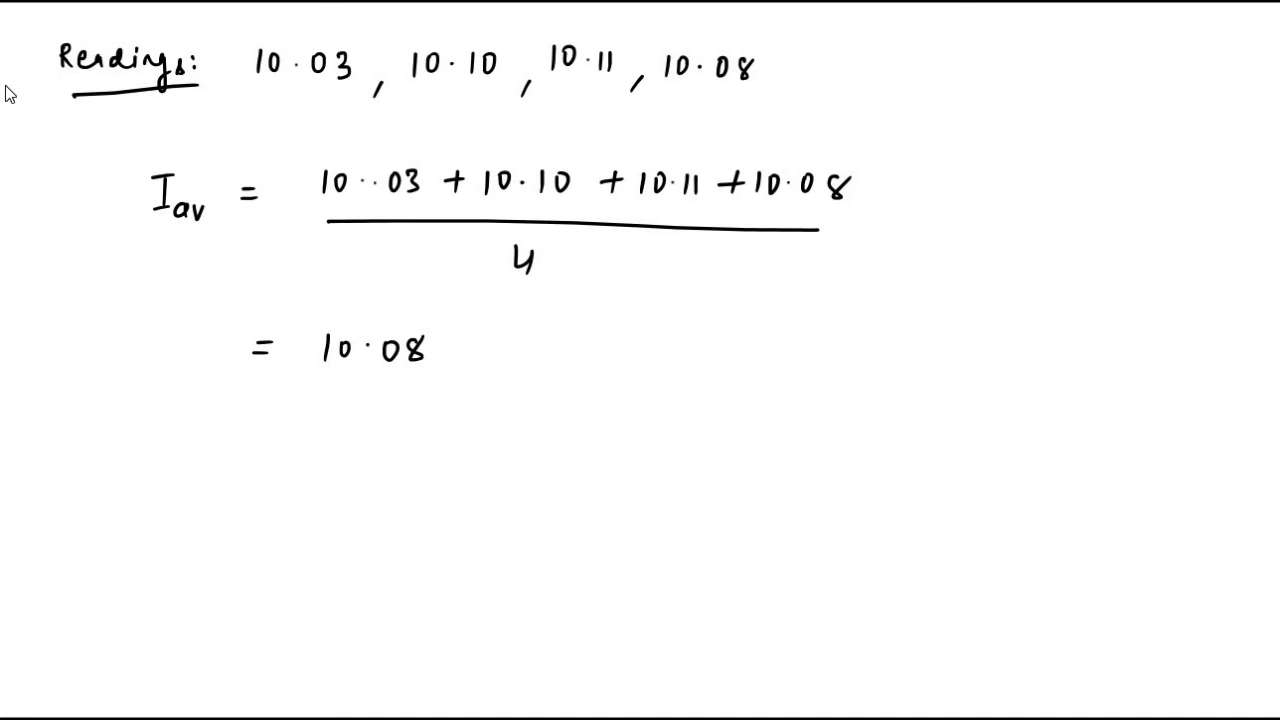 Readings: 10.03, 10.10, 10.11, 10.08
I_av = (10..03 + 10.10 + 10.11 + 10.08) / 4
= 10.08